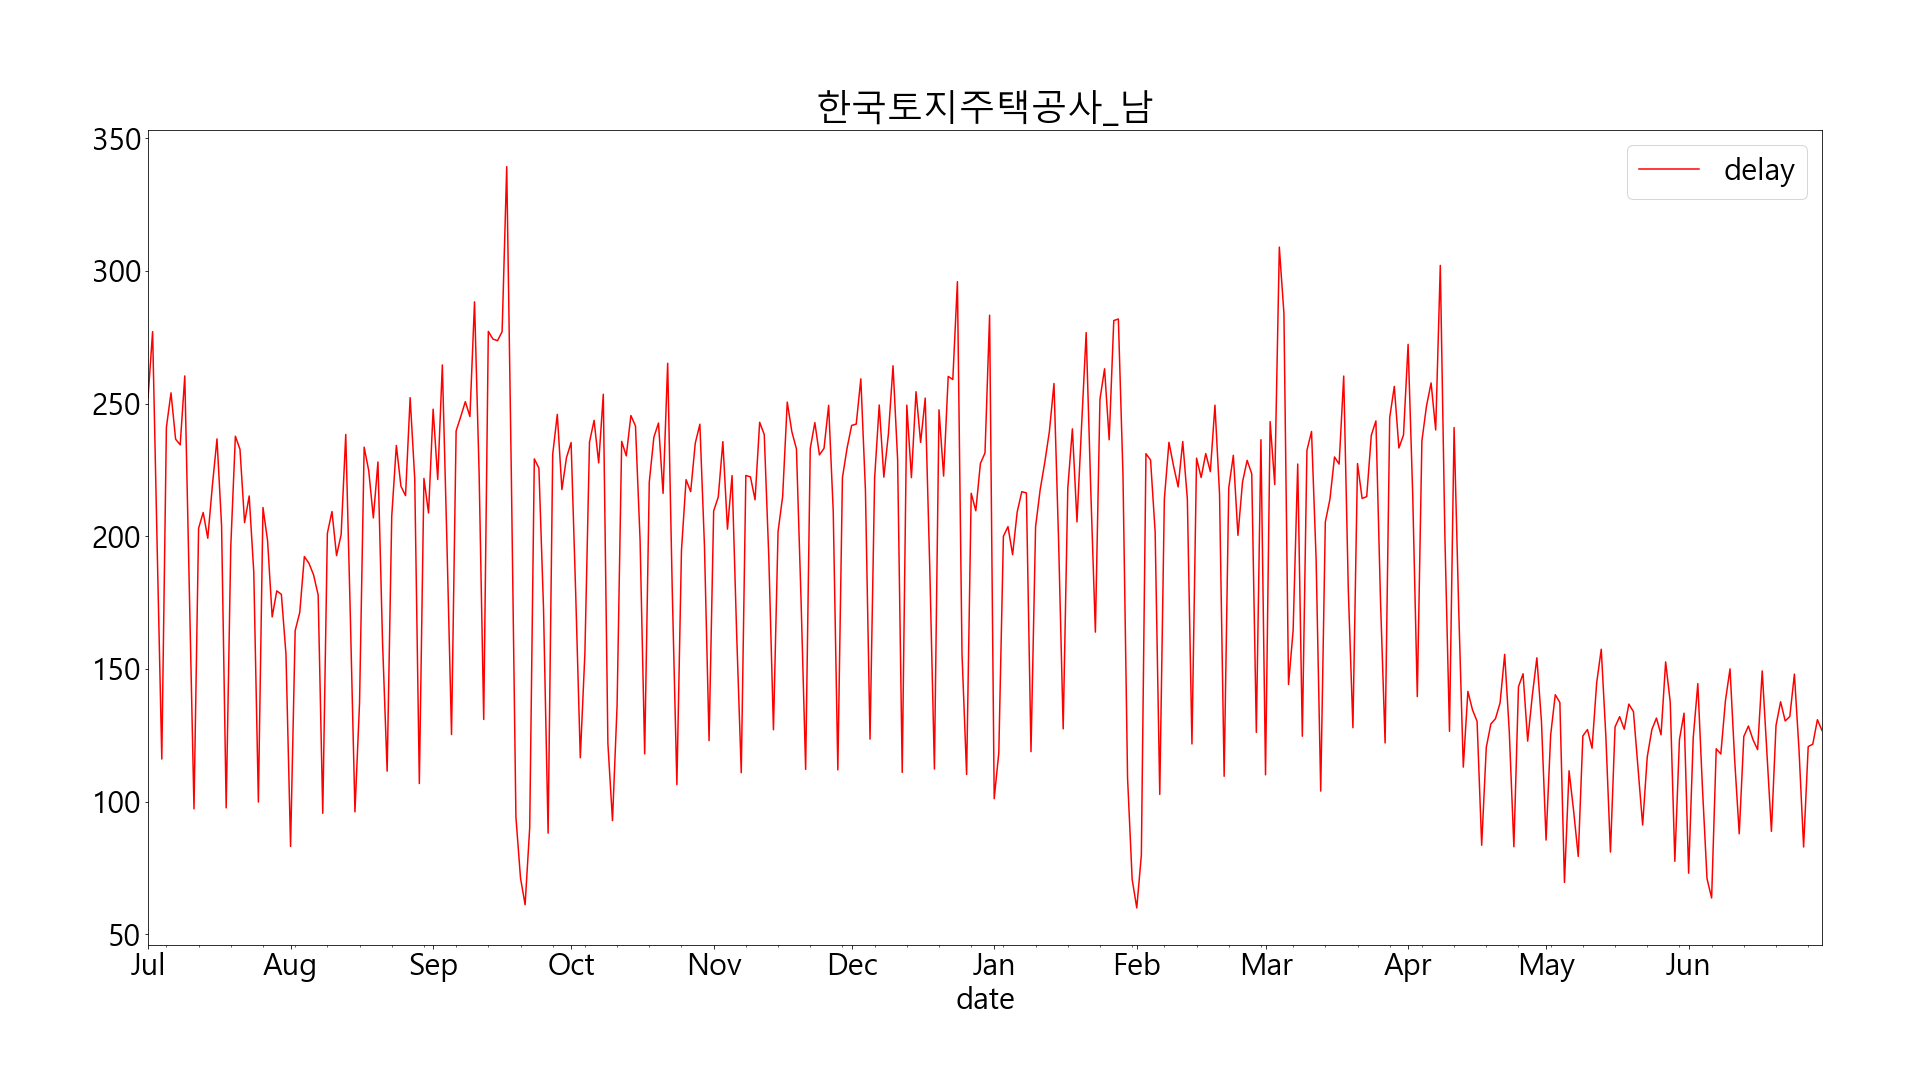 한국토지주택공사_남
350
300
250
200
150
100
50
delay
Jul Aug Sep Oct Nov Dec Jan Feb Mar Apr May Jun
date